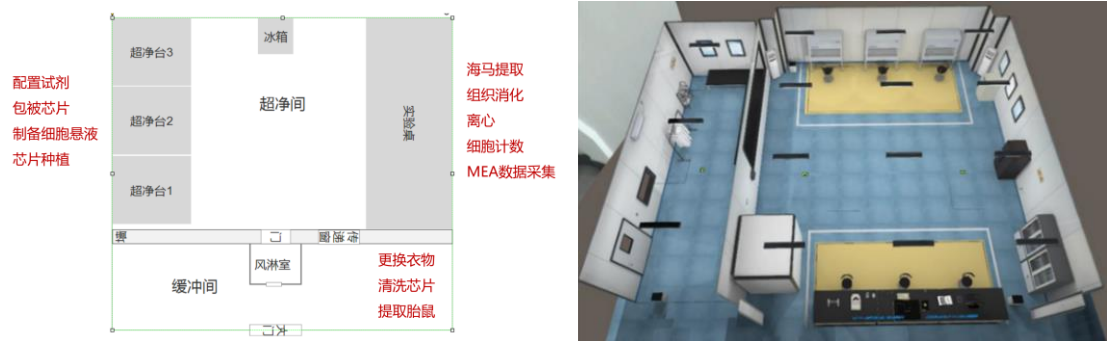 配置试剂
包被芯片
制备细胞悬液
芯片种植
超净台3
超净台2
超净台1
冰箱
超净间
实验桌
海马提取
组织消化
离心
细胞计数
MEA数据采集
门
传递窗
风淋室
缓冲间
大门
更换衣物
清洗芯片
提取胎鼠